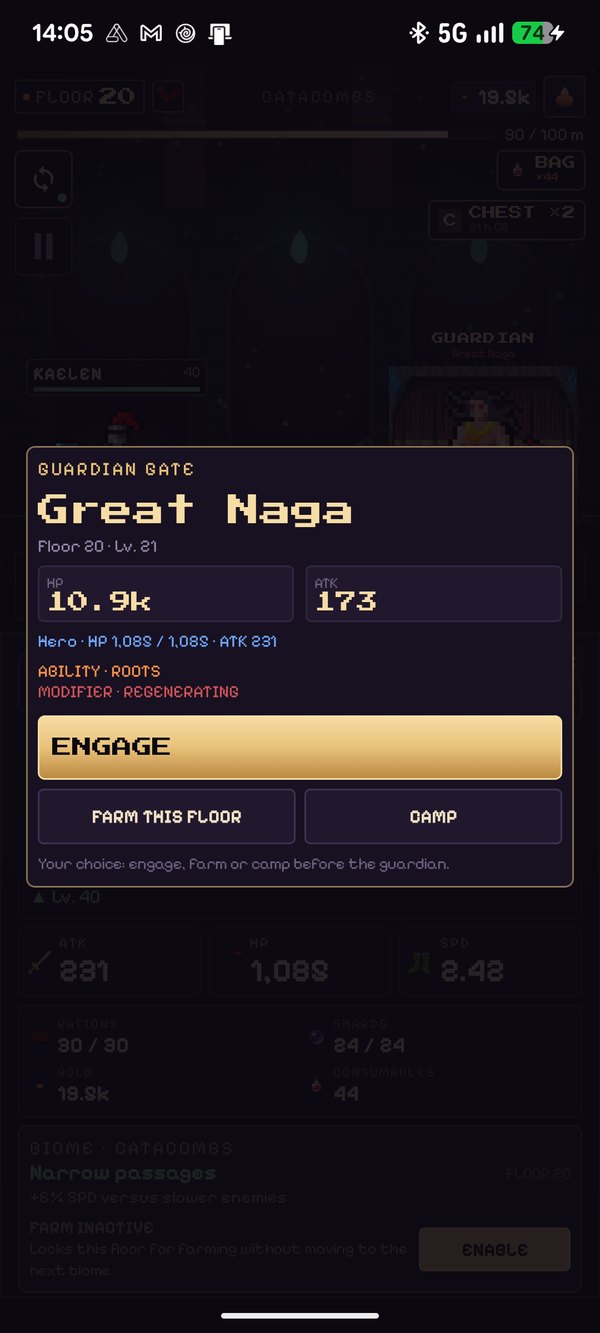 14:05
5G
74
FLOOR 20
CATACOMBS
19.8k
90 / 100 m
BAG
×44
C
CHEST ×2
GUARDIAN
Great Naga
KAELEN
40
GUARDIAN GATE
Great Naga
Floor 20 · Lv. 21
HP
10.9k
ATK
173
Hero · HP 1,088 / 1,088 · ATK 231
ABILITY · ROOTS
MODIFIER · REGENERATING
ENGAGE
FARM THIS FLOOR
CAMP
Your choice: engage, farm or camp before the guardian.
▲ Lv. 40
ATK
231
HP
1,088
SPD
2.42
RATIONS
30 / 30
SHARDS
24 / 24
GOLD
19.8k
CONSUMABLES
44
BIOME · CATACOMBS
Narrow passages
FLOOR 20
+6% SPD versus slower enemies
FARM INACTIVE
Locks this floor for farming without moving to the
next biome.
ENABLE